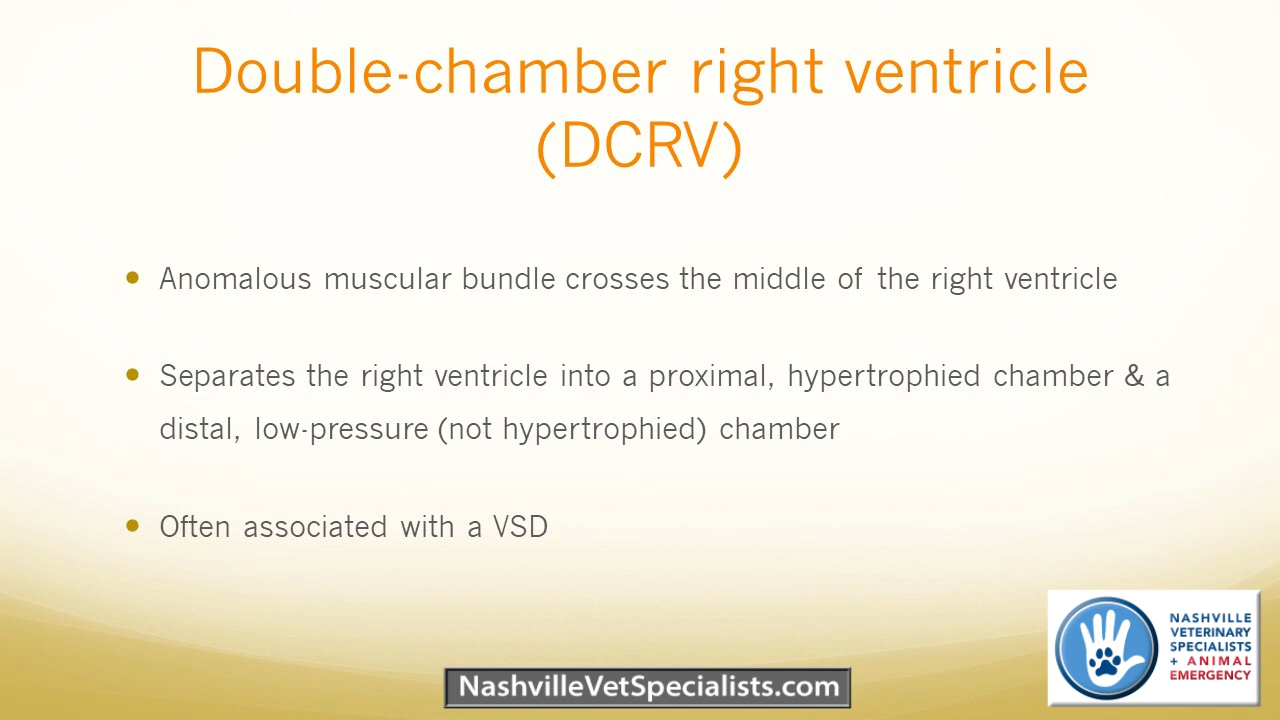 Double-chamber right ventricle
(DCRV)
• Anomalous muscular bundle crosses the middle of the right ventricle
• Separates the right ventricle into a proximal, hypertrophied chamber & a
distal, low-pressure (not hypertrophied) chamber
• Often associated with a VSD
NASHVILLE
VETERINARY
SPECIALISTS
+ ANIMAL
EMERGENCY
NashvilleVetSpecialists.com